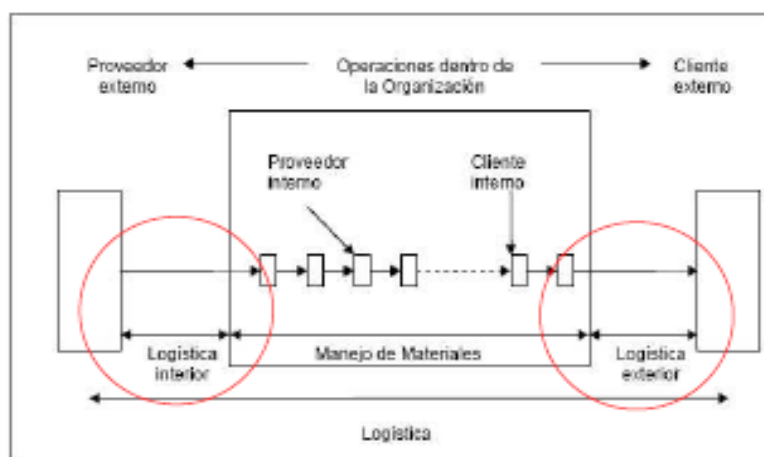 Proveedor
externo
Operaciones dentro de
la Organización
Cliente
externo
Proveedor
interno
Cliente
interno
Logística
interior
Manejo de Materiales
Logística
exterior
Logística